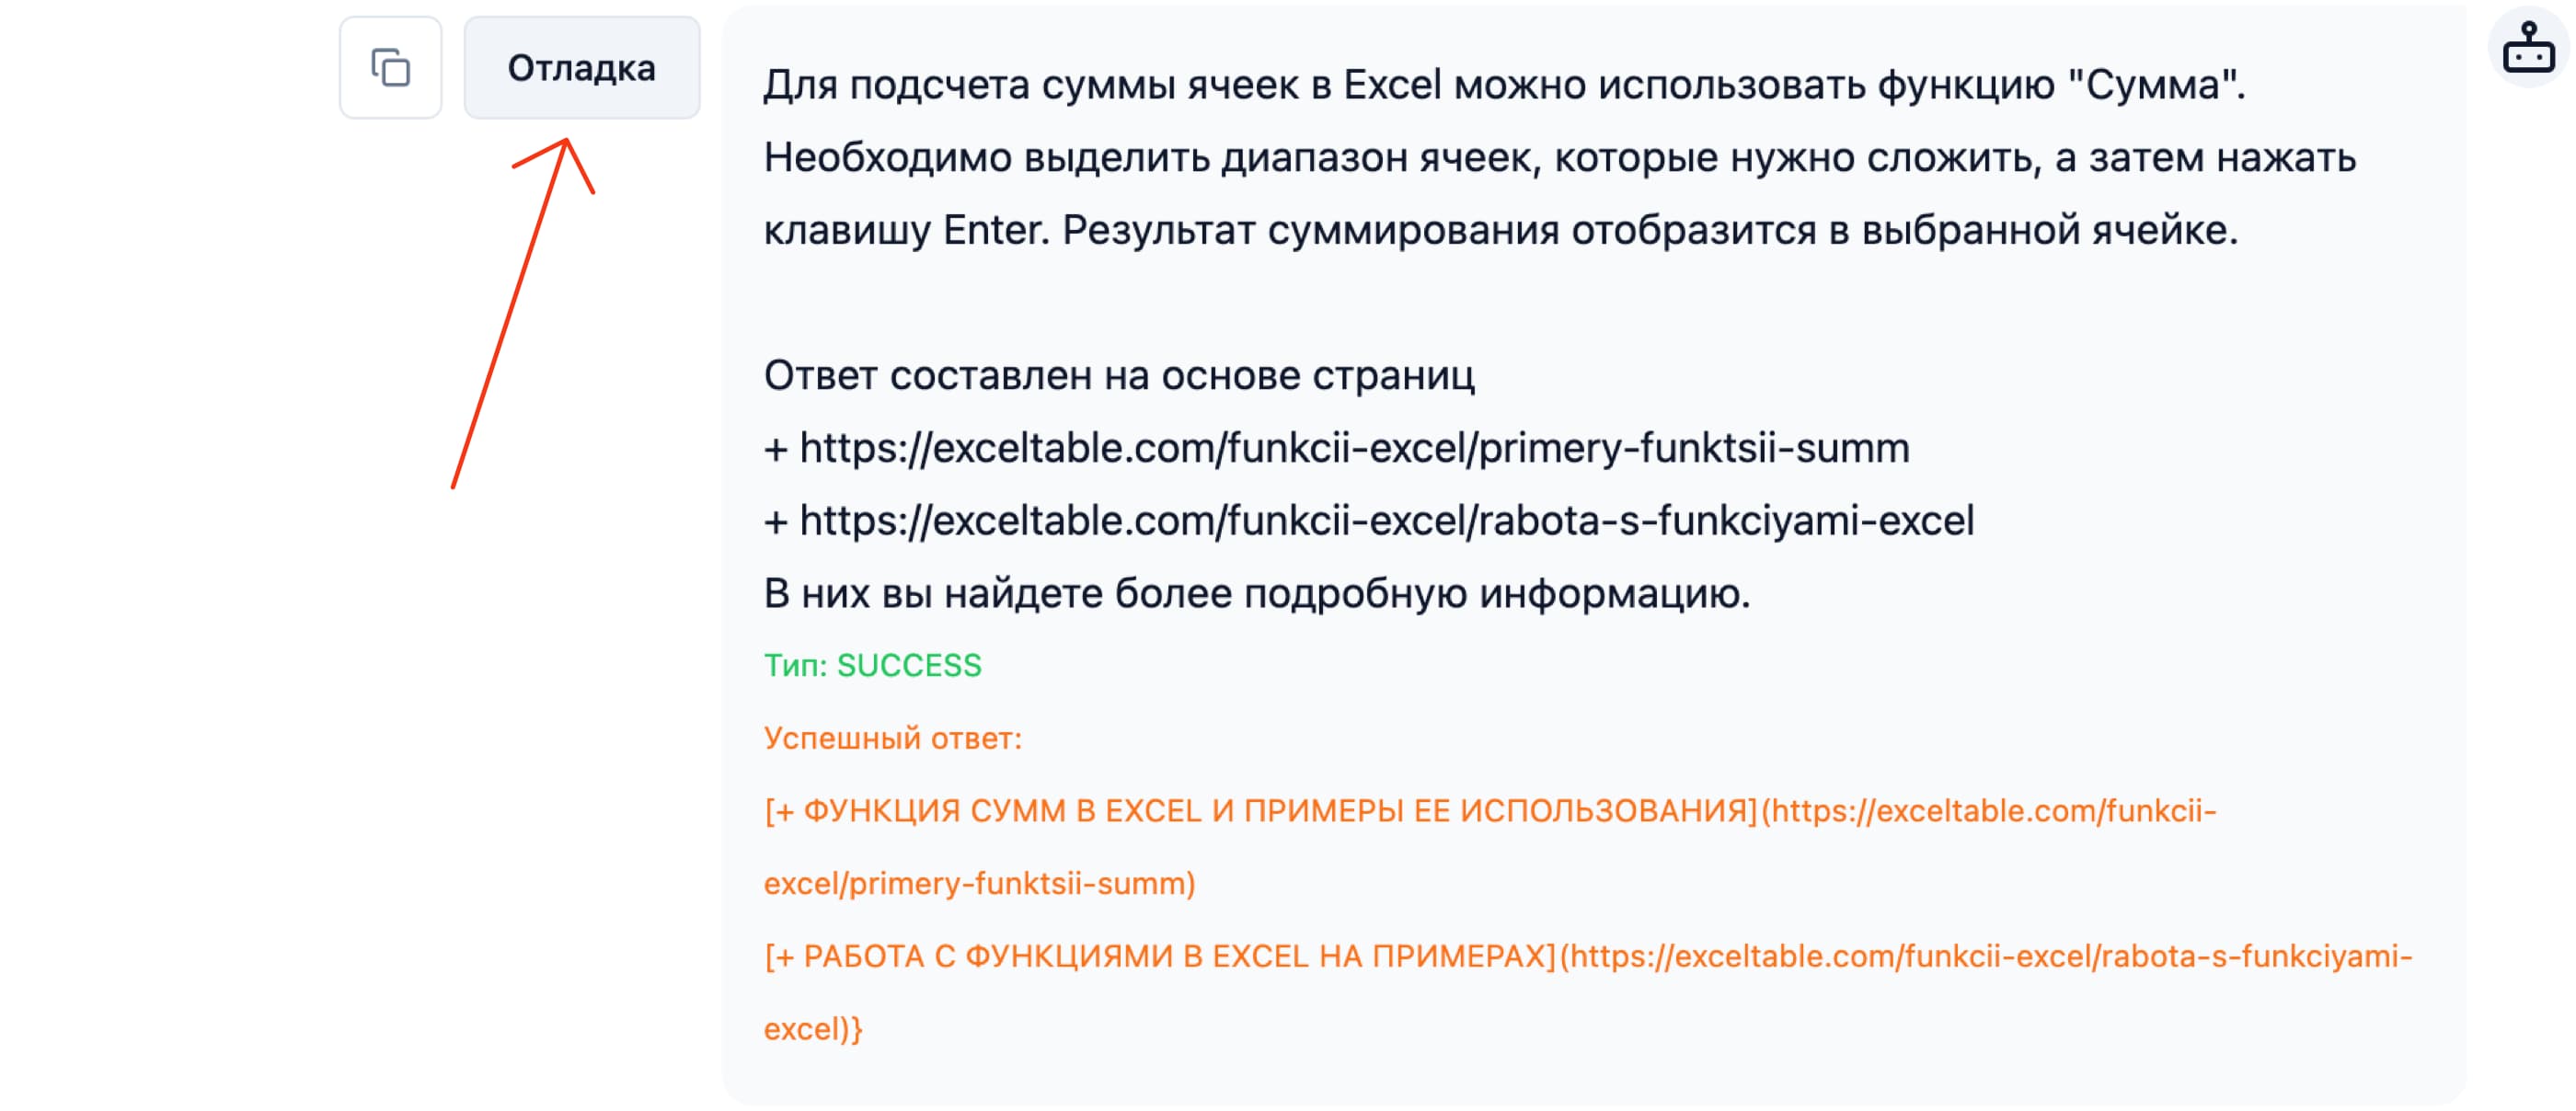 Отладка
Для подсчета суммы ячеек в Excel можно использовать функцию "Сумма".
Необходимо выделить диапазон ячеек, которые нужно сложить, а затем нажать
клавишу Enter. Результат суммирования отобразится в выбранной ячейке.
Ответ составлен на основе страниц
+ https://exceltable.com/funkcii-excel/primery-funktsii-summ
+ https://exceltable.com/funkcii-excel/rabota-s-funkciyami-excel
В них вы найдете более подробную информацию.
Тип: SUCCESS
Успешный ответ:
[+ ФУНКЦИЯ СУММ В EXCEL И ПРИМЕРЫ ЕЕ ИСПОЛЬЗОВАНИЯ](https://exceltable.com/funkcii-
excel/primery-funktsii-summ)
[+ РАБОТА С ФУНКЦИЯМИ В EXCEL НА ПРИМЕРАХ](https://exceltable.com/funkcii-excel/rabota-s-funkciyami-
excel)}